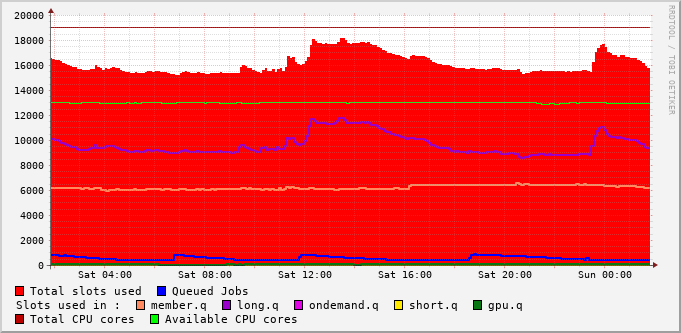 20000
18000
16000
14000
12000
10000
8000
6000
4000
2000
0
Sat 04:00 Sat 08:00 Sat 12:00 Sat 16:00 Sat 20:00 Sun 00:00
RRDTOOL / TOBI OETIKER
Total slots used Queued Jobs
Slots used in : member.q long.q ondemand.q short.q gpu.q
Total CPU cores Available CPU cores